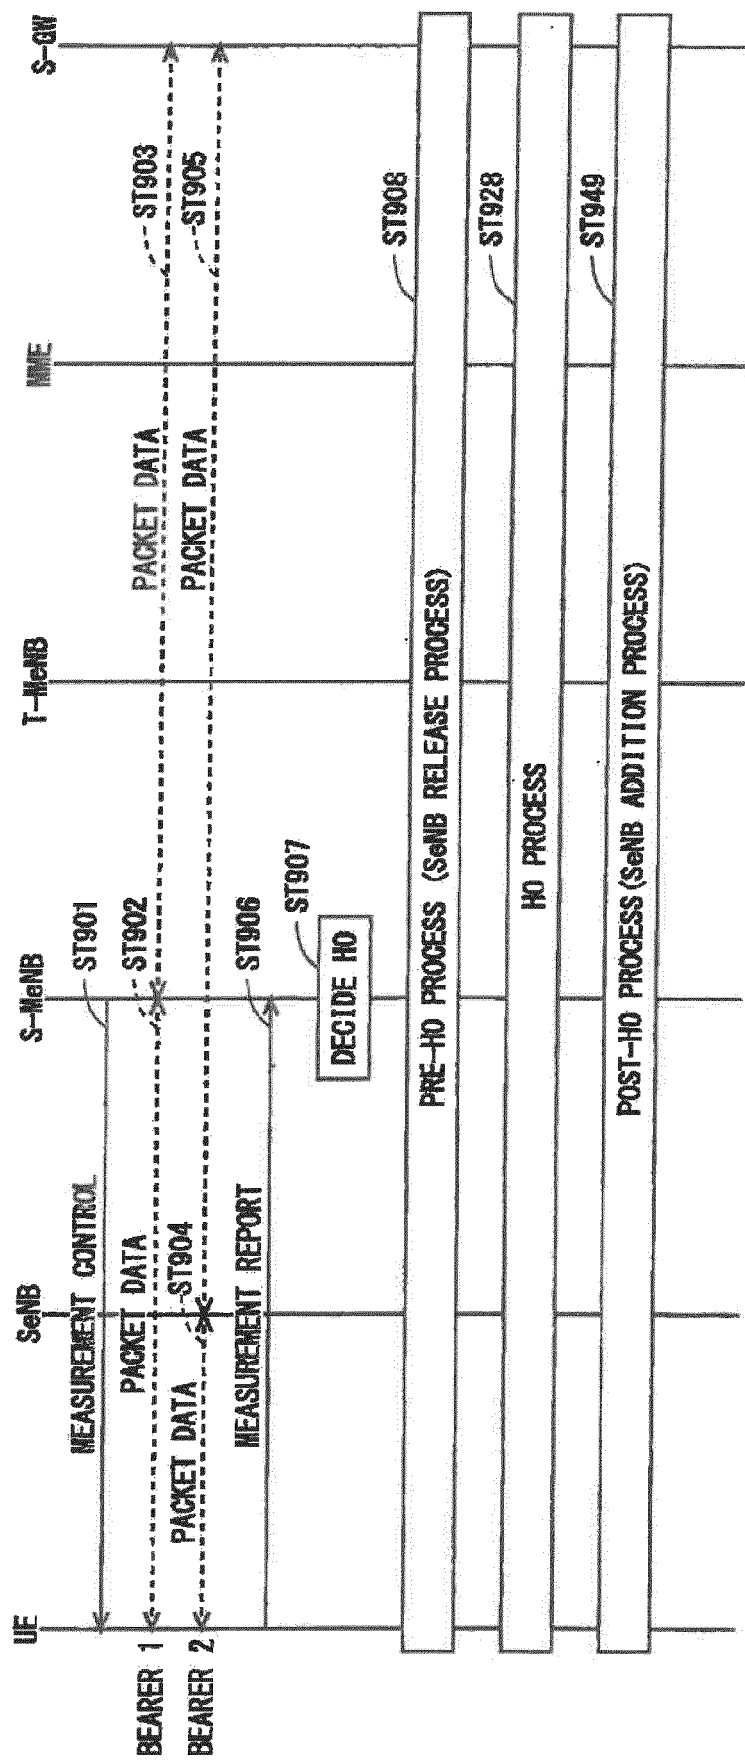 UE
SeNB
S-MeNB
T-MeNB
MME
S-GW
MEASUREMENT CONTROL
ST901
BEARER 1
PACKET DATA
ST902
PACKET DATA
ST903
BEARER 2
PACKET DATA
ST904
PACKET DATA
ST905
MEASUREMENT REPORT
ST906
DECIDE HO
ST907
PRE-HO PROCESS (SeNB RELEASE PROCESS)
ST908
HO PROCESS
ST928
POST-HO PROCESS (SeNB ADDITION PROCESS)
ST949